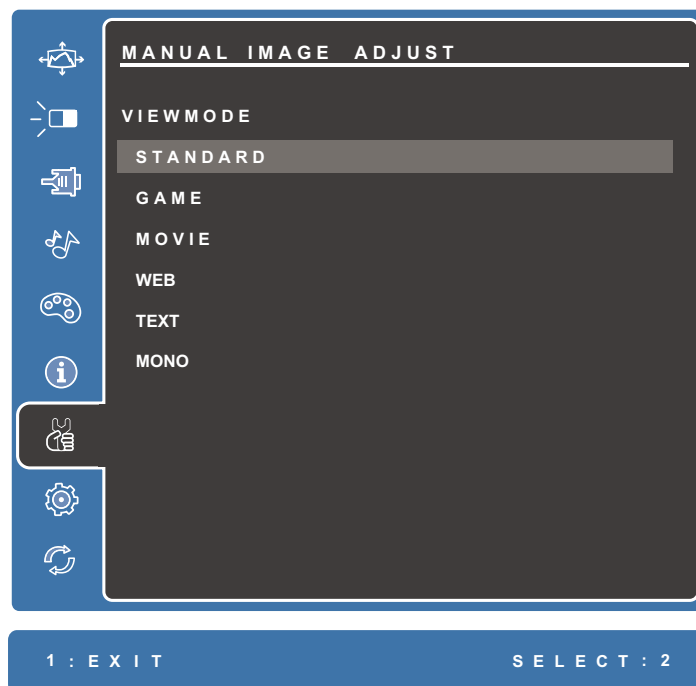 MANUAL IMAGE ADJUST
VIEWMODE
STANDARD
GAME
MOVIE
WEB
TEXT
MONO
1 : EXIT SELECT : 2